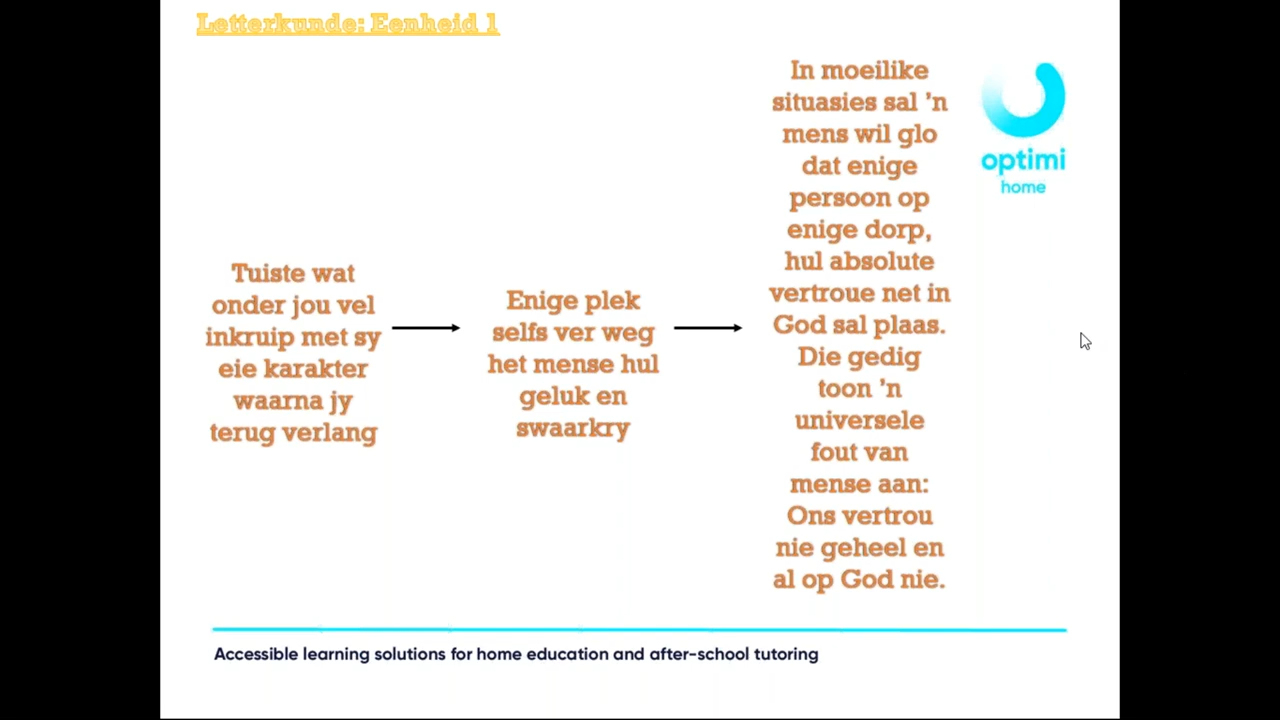 Letterkunde: Eenheid 1
Tuiste wat
onder jou vel
inkruip met sy
eie karakter
waarna jy
terug verlang
Enige plek
selfs ver weg
het mense hul
geluk en
swaarkry
In moeilike
situasies sal ’n
mens wil glo
dat enige
persoon op
enige dorp,
hul absolute
vertroue net in
God sal plaas.
Die gedig
toon ’n
universele
fout van
mense aan:
Ons vertrou
nie geheel en
al op God nie.
optimi
home
Accessible learning solutions for home education and after-school tutoring